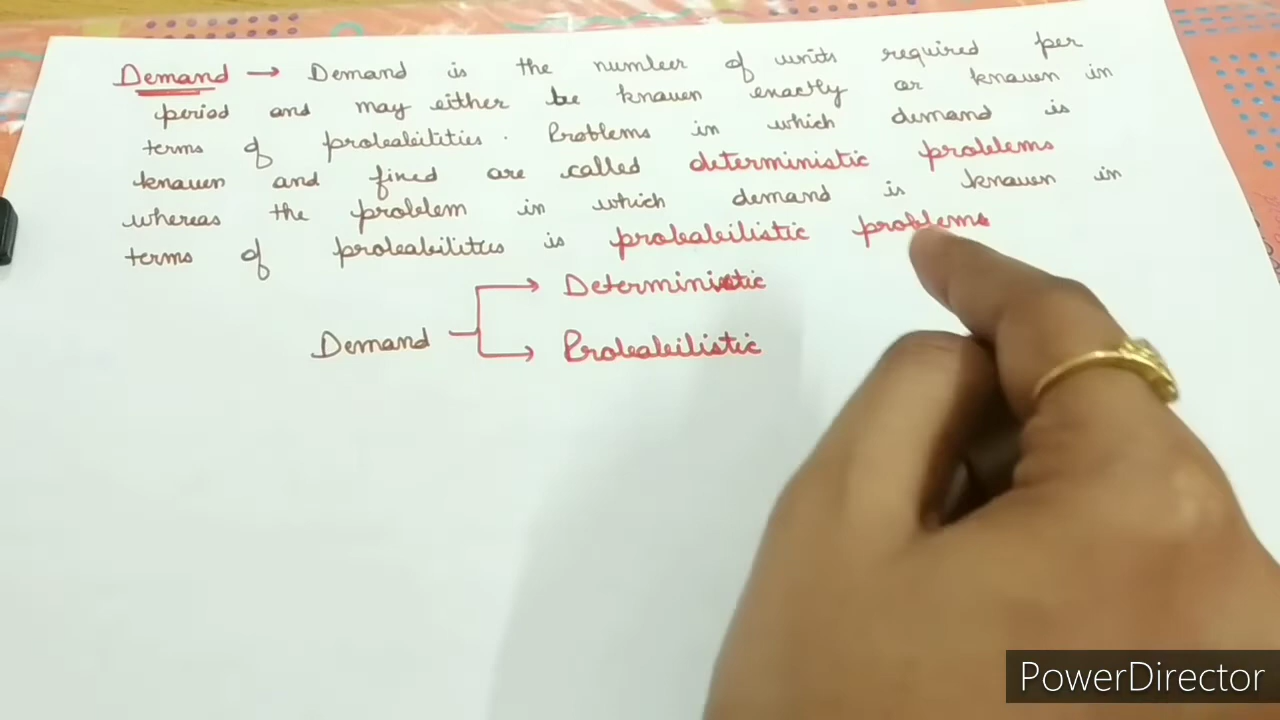 Demand → Demand is the number of units required per
period and may either be known exactly or known in
terms of probabilities. Problems in which demand is
known and fixed are called deterministic problems
whereas the problem in which demand is known in
terms of probabilities is probabilistic problems
Deterministic
Demand
Probabilistic
PowerDirector